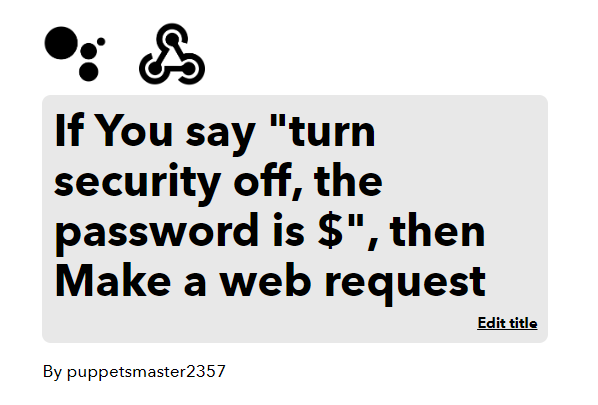 If You say "turn
security off, the
password is $", then
Make a web request
Edit title
By puppetsmaster2357